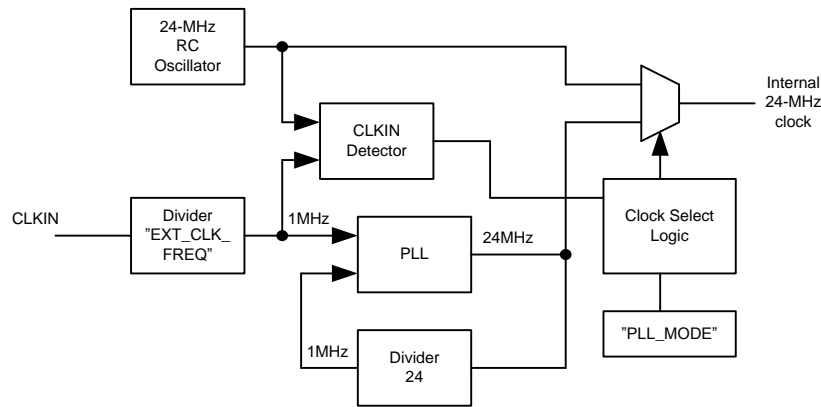 24-MHz
RC
Oscillator
Internal
24-MHz
clock
CLKIN
Detector
CLKIN
Divider
”EXT_CLK_
FREQ”
1MHz
PLL
24MHz
Clock Select
Logic
1MHz
Divider
24
”PLL_MODE”